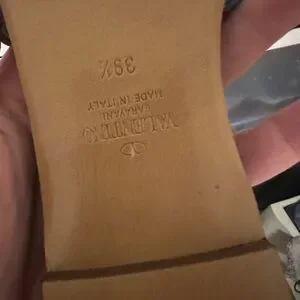 VALENTINO
GARAVANI
MADE IN ITALY
39½